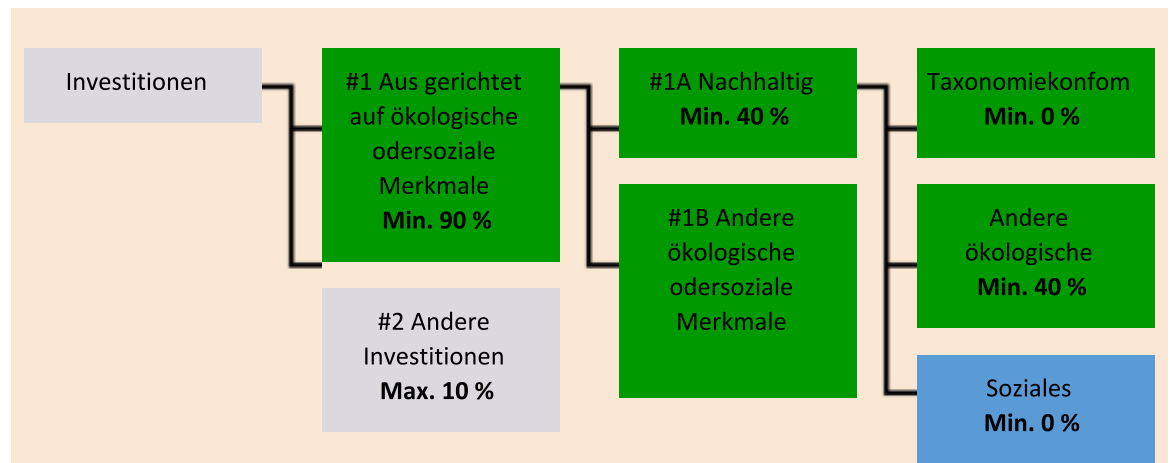 Investitionen
#1 Aus gerichtet
auf ökologische
odersoziale
Merkmale
Min. 90 %
#2 Andere
Investitionen
Max. 10 %
#1A Nachhaltig
Min. 40 %
#1B Andere
ökologische
odersoziale
Merkmale
Taxonomiekonfom
Min. 0 %
Andere
ökologische
Min. 40 %
Soziales
Min. 0 %